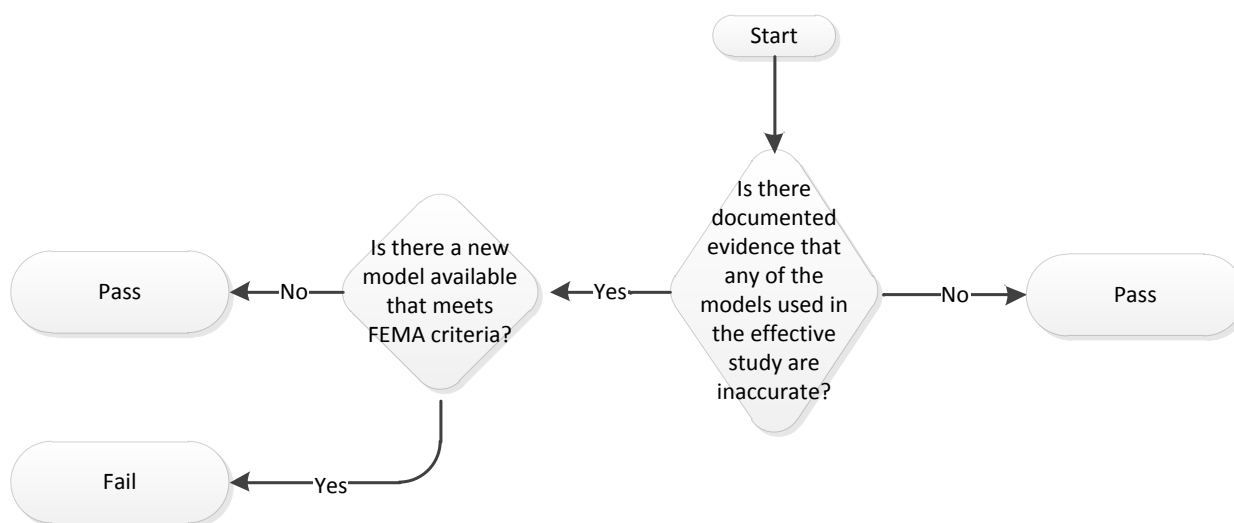 Start
Is there
documented
evidence that
any of the
models used in
the effective
study are
inaccurate?
Yes
No
Pass
Is there a new
model available
that meets
FEMA criteria?
No
Pass
Yes
Fail